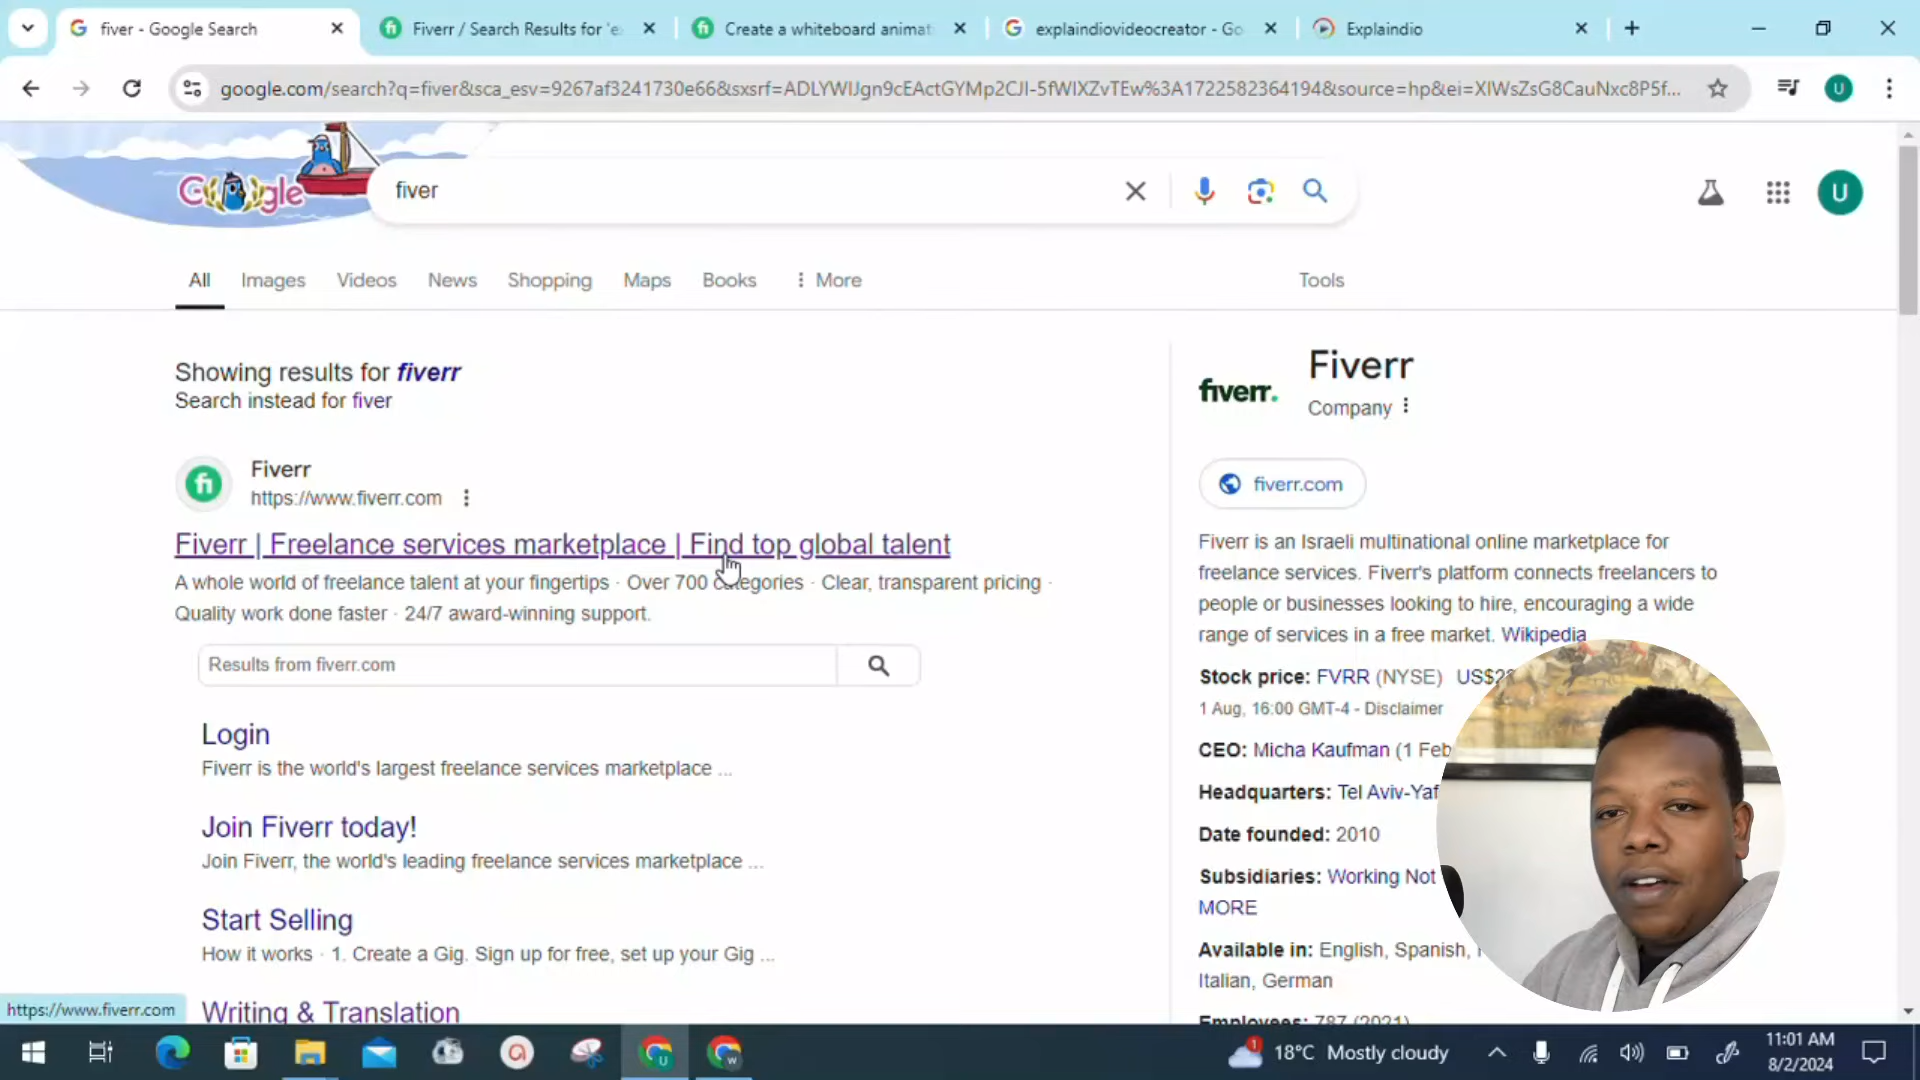 fiver - Google Search
Fiverr / Search Results for 'e
Create a whiteboard animat
explaindiovideocreator - Go
Explaindio
google.com/search?q=fiver&sca_esv=9267af3241730e66&sxsrf=ADLYWIJgn9cEActGYMp2CJI-5fWIXZvTEw%3A1722582364194&source=hp&ei=XIWsZsG8CauNxc8P5f...
U
Google
fiver
U
All Images Videos News Shopping Maps Books More Tools
Showing results for fiverr
Search instead for fiver
Fiverr
https://www.fiverr.com
Fiverr | Freelance services marketplace | Find top global talent
A whole world of freelance talent at your fingertips · Over 700 categories · Clear, transparent pricing ·
Quality work done faster · 24/7 award-winning support.
Results from fiverr.com
Login
Fiverr is the world's largest freelance services marketplace ...
Join Fiverr today!
Join Fiverr, the world's leading freelance services marketplace ...
Start Selling
How it works · 1. Create a Gig. Sign up for free, set up your Gig ...
Writing & Translation
fiverr.
Fiverr
Company
fiverr.com
Fiverr is an Israeli multinational online marketplace for
freelance services. Fiverr's platform connects freelancers to
people or businesses looking to hire, encouraging a wide
range of services in a free market. Wikipedia
Stock price: FVRR (NYSE)
1 Aug, 16:00 GMT-4 - Disclaimer
CEO: Micha Kaufman (1 Feb
Headquarters: Tel Aviv-Yaf
Date founded: 2010
Subsidiaries: Working Not
MORE
Available in: English, Spanish,
Italian, German
Employees: 787 (2021)
https://www.fiverr.com
18°C Mostly cloudy
11:01 AM
8/2/2024